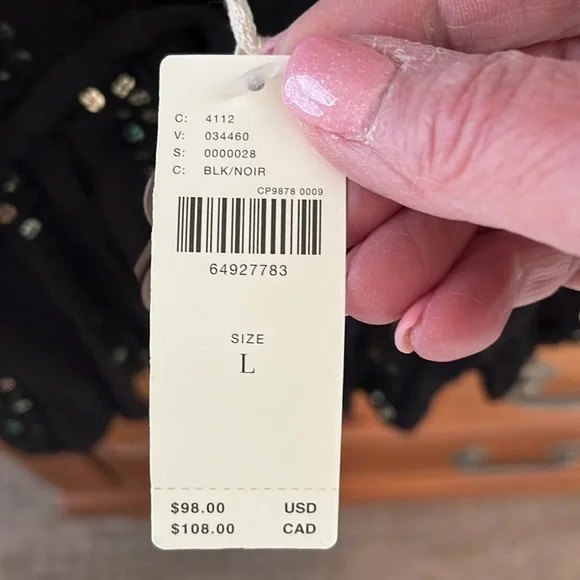 C: 4112
V: 034460
S: 0000028
C: BLK/NOIR
CP9878 0009
64927783
SIZE
L
$98.00 USD
$108.00 CAD